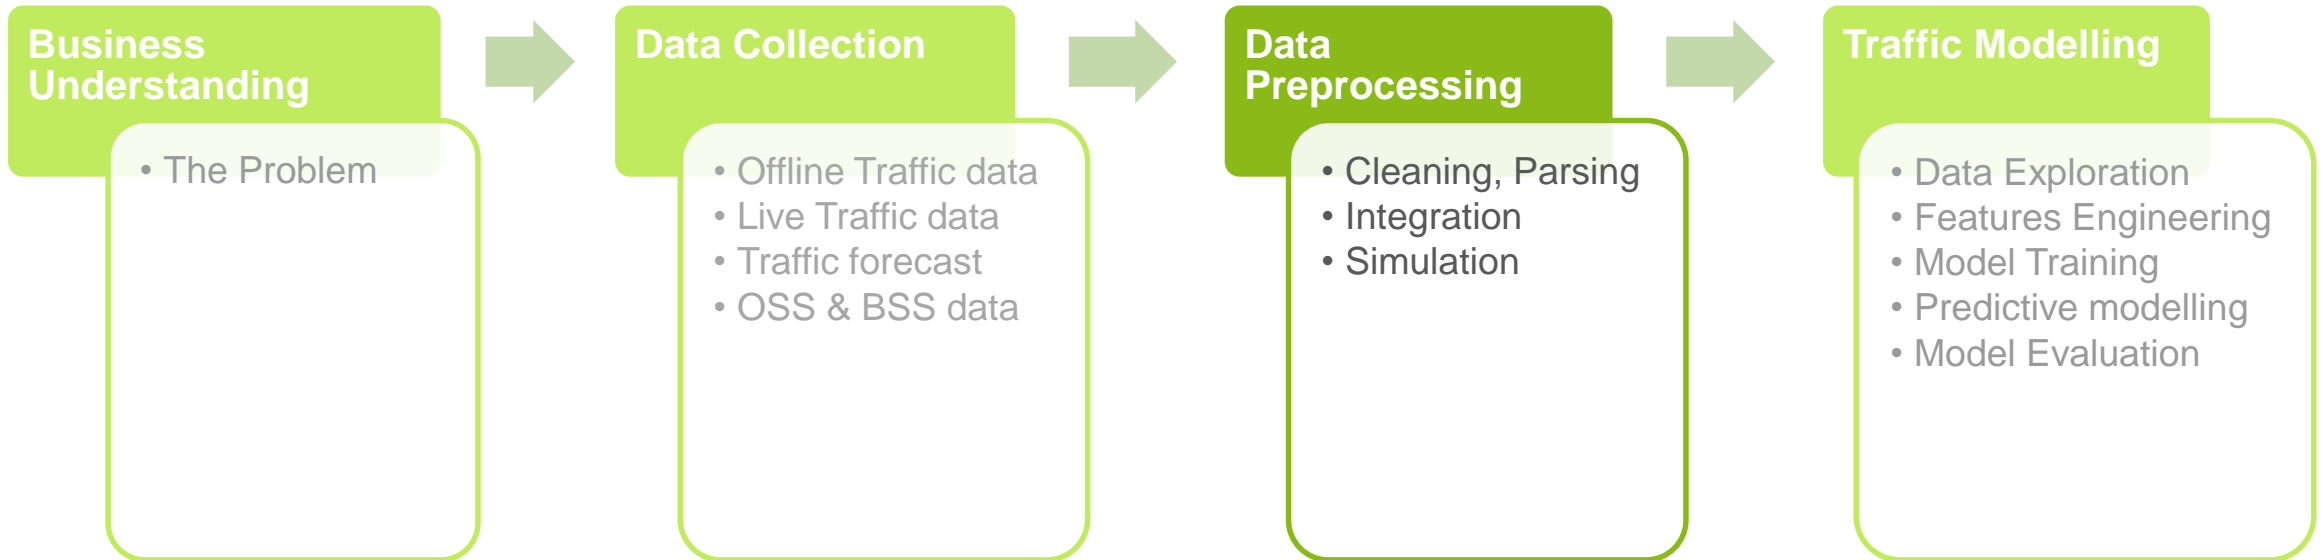 Business
Understanding
• The Problem
Data Collection
• Offline Traffic data
• Live Traffic data
• Traffic forecast
• OSS & BSS data
Data
Preprocessing
• Cleaning, Parsing
• Integration
• Simulation
Traffic Modelling
• Data Exploration
• Features Engineering
• Model Training
• Predictive modelling
• Model Evaluation